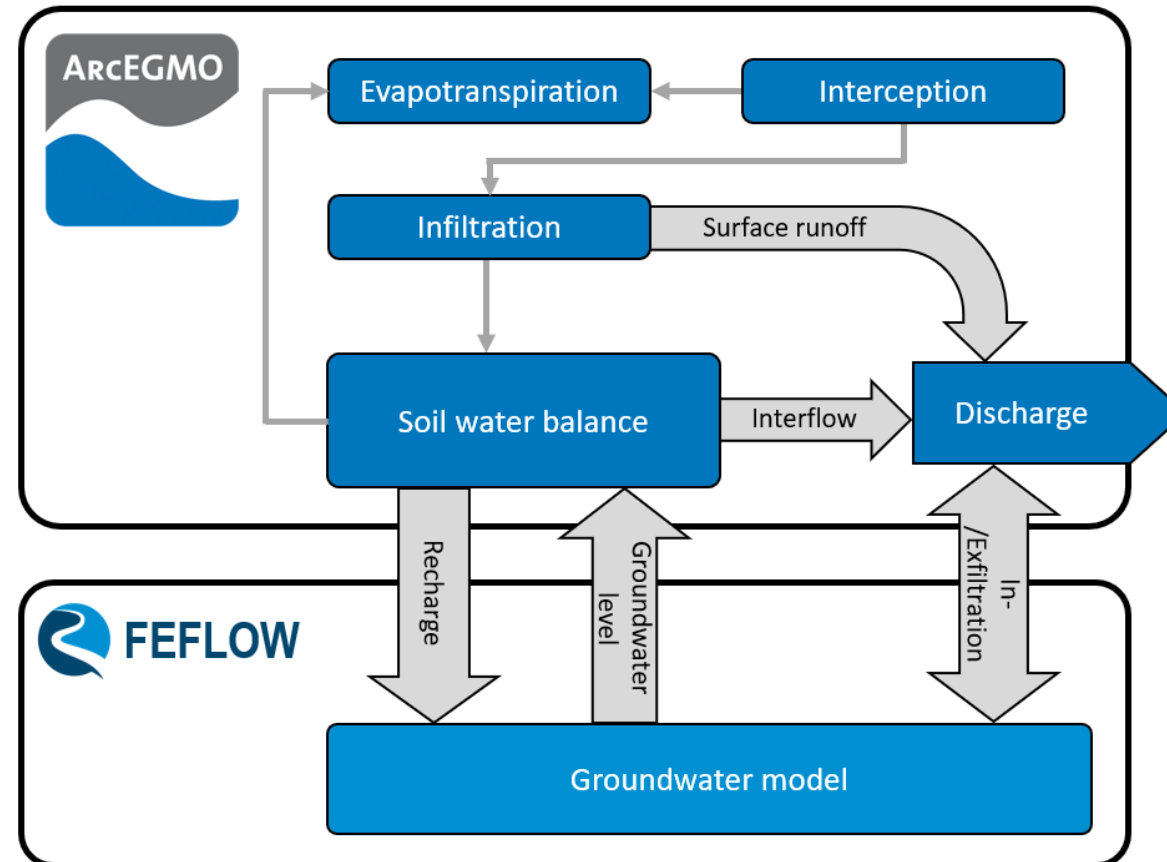 ARCEGMO
Evapotranspiration
Interception
Infiltration
Surface runoff
Soil water balance
Interflow
Discharge
Recharge
Groundwater
level
In-
/Exfiltration
FEFLOW
Groundwater model